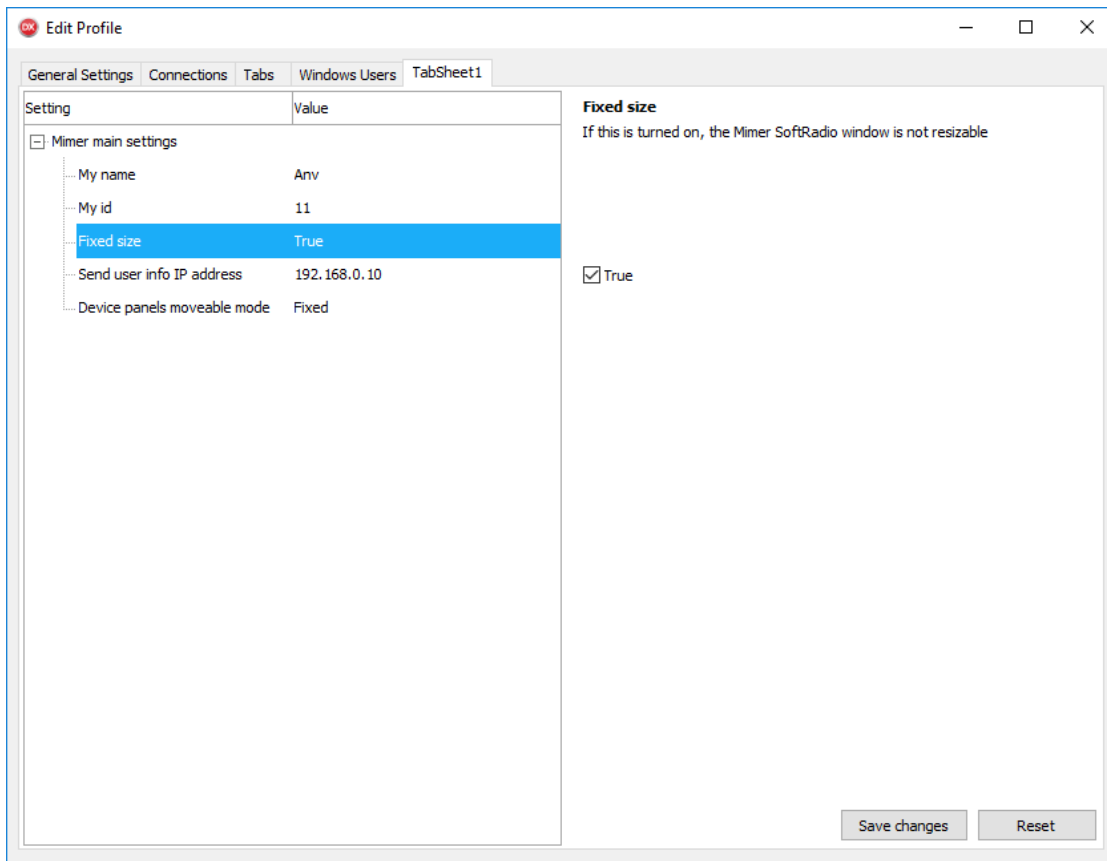 DX Edit Profile
General Settings Connections Tabs Windows Users TabSheet1
Setting Value
Mimer main settings
My name Anv
My id 11
Fixed size True
Send user info IP address 192.168.0.10
Device panels moveable mode Fixed
Fixed size
If this is turned on, the Mimer SoftRadio window is not resizable
True
Save changes Reset